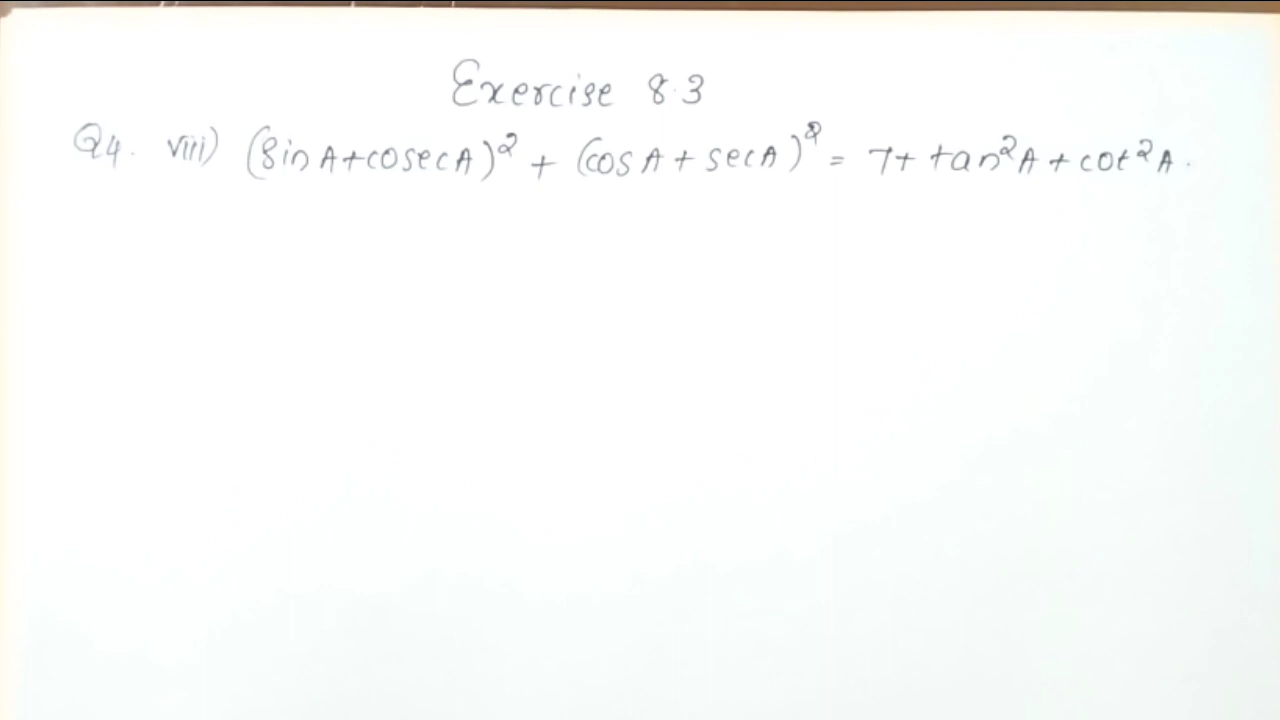 Exercise 8.3
Q4. viii) (sin A + cosec A)² + (cos A + sec A)² = 7 + tan²A + cot²A.